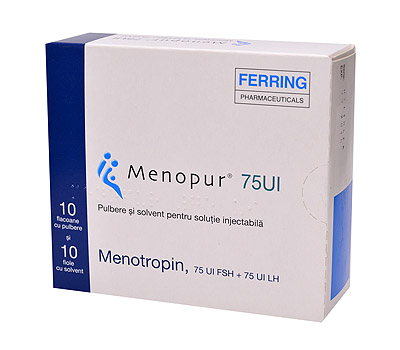 FERRING
PHARMACEUTICALS
Menopur® 75UI
Pulbere și solvent pentru soluție injectabilă
10
flacoane
cu pulbere
și
10
fiole
cu solvent
Menotropin, 75 UI FSH + 75 UI LH